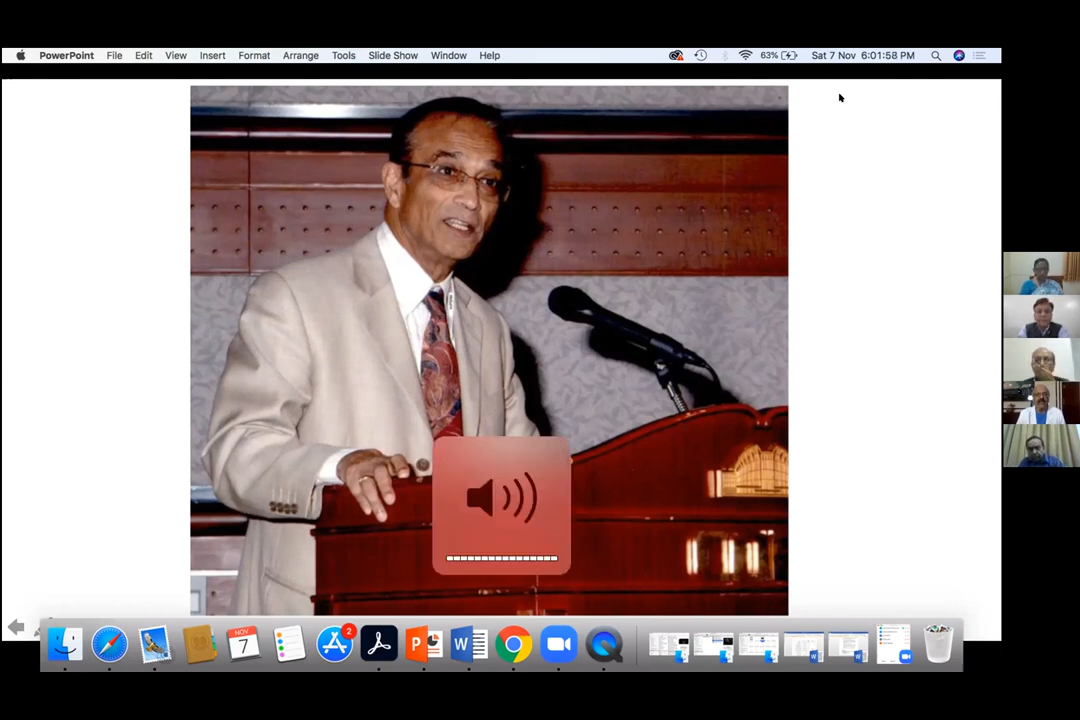 PowerPoint File Edit View Insert Format Arrange Tools Slide Show Window Help 63% Sat 7 Nov 6:01:58 PM
NOV
7
2